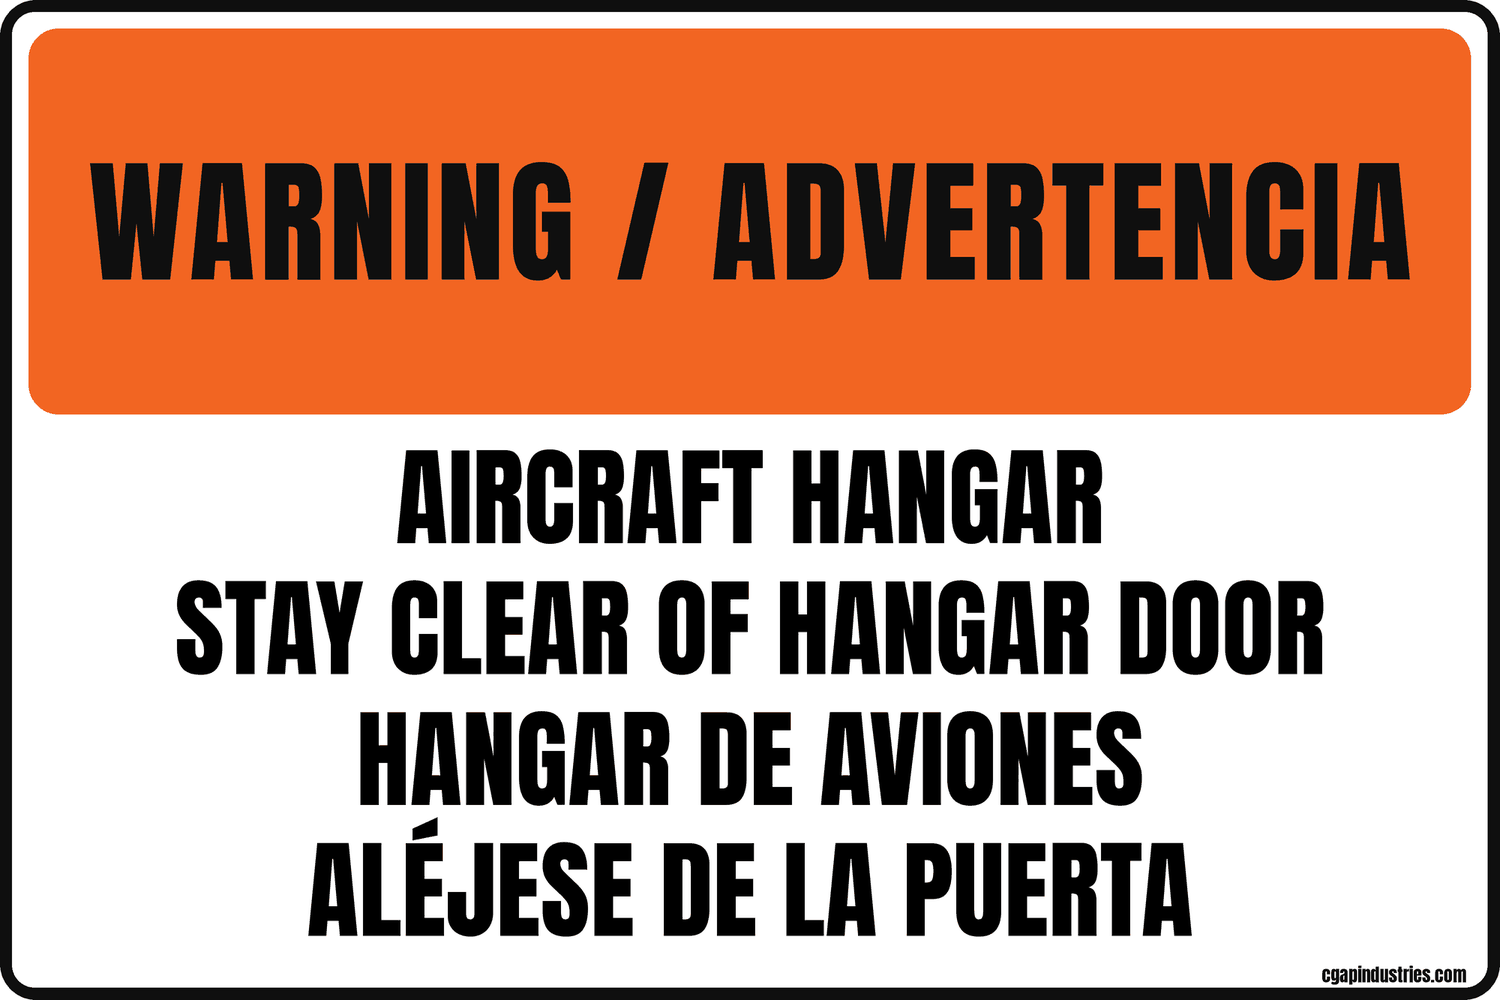 WARNING / ADVERTENCIA
AIRCRAFT HANGAR
STAY CLEAR OF HANGAR DOOR
HANGAR DE AVIONES
ALÉJESE DE LA PUERTA
cgapindustries.com